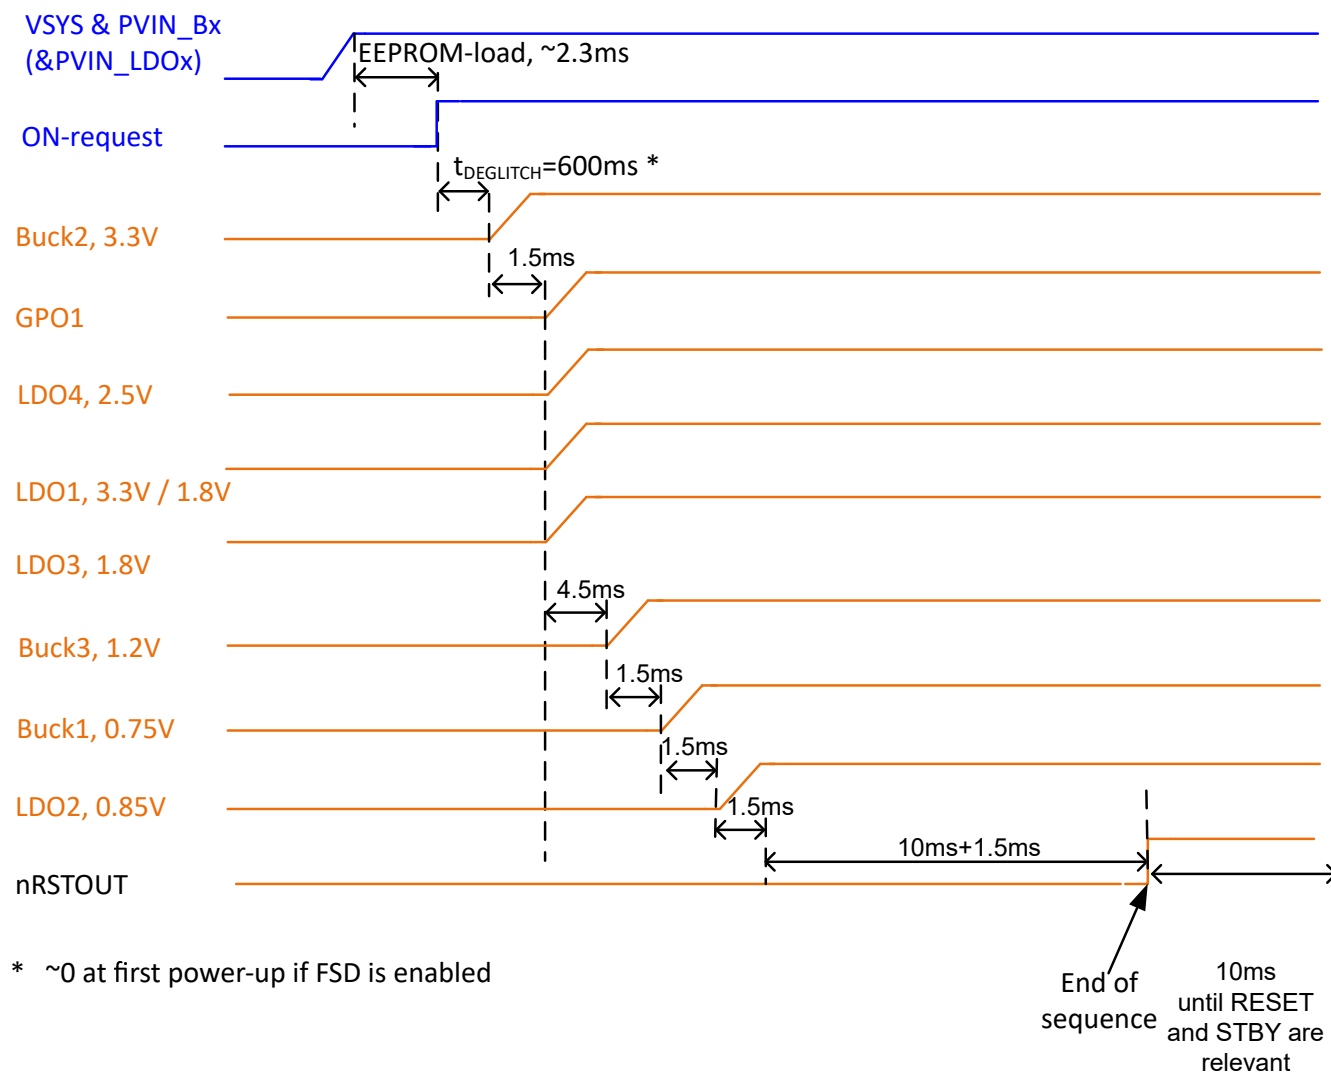 VSYS & PVIN_Bx
(&PVIN_LDOx)
EEPROM-load, ~2.3ms
ON-request
tDEGLITCH=600ms *
Buck2, 3.3V
1.5ms
GPO1
LDO4, 2.5V
LDO1, 3.3V / 1.8V
LDO3, 1.8V
4.5ms
Buck3, 1.2V
1.5ms
Buck1, 0.75V
1.5ms
LDO2, 0.85V
1.5ms
10ms+1.5ms
nRSTOUT
* ~0 at first power-up if FSD is enabled
End of
sequence
10ms
until RESET
and STBY are
relevant